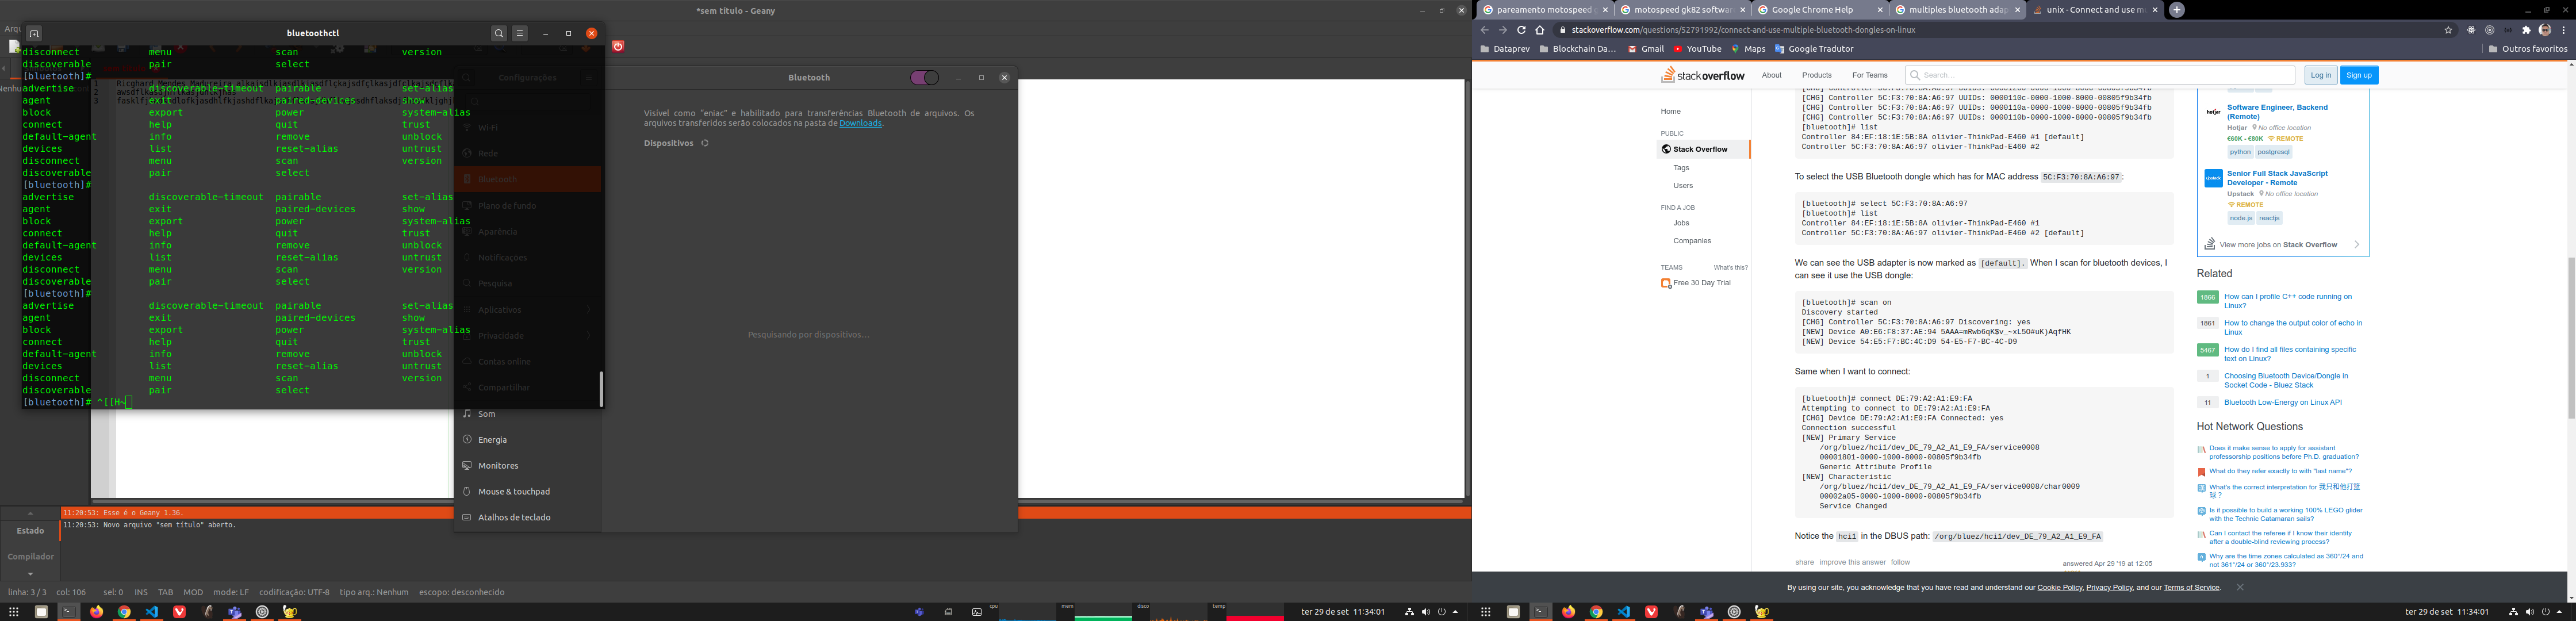 *sem título - Geany
bluetoothctl
disconnect menu scan version
discoverable pair select
[bluetooth]#
advertise discoverable-timeout pairable set-alias
agent exit paired-devices show
block export power system-alias
connect help quit trust
default-agent info remove unblock
devices list reset-alias untrust
disconnect menu scan version
discoverable pair select
[bluetooth]#
advertise discoverable-timeout pairable set-alias
agent exit paired-devices show
block export power system-alias
connect help quit trust
default-agent info remove unblock
devices list reset-alias untrust
disconnect menu scan version
discoverable pair select
[bluetooth]#
advertise discoverable-timeout pairable set-alias
agent exit paired-devices show
block export power system-alias
connect help quit trust
default-agent info remove unblock
devices list reset-alias untrust
disconnect menu scan version
discoverable pair select
[bluetooth]# ^[[H~
Configurações
Wi-Fi
Rede
Bluetooth
Plano de fundo
Aparência
Notificações
Pesquisa
Aplicativos
Privacidade
Contas online
Compartilhar
Som
Energia
Monitores
Mouse & touchpad
Atalhos de teclado
Bluetooth
Visível como "eniac" e habilitado para transferências Bluetooth de arquivos. Os
arquivos transferidos serão colocados na pasta de Downloads.
Dispositivos
Pesquisando por dispositivos…
Estado
Compilador
11:20:53: Esse é o Geany 1.36.
11:20:53: Novo arquivo "sem título" aberto.
linha: 3 / 3 col: 106 sel: 0 INS TAB MOD mode: LF codificação: UTF-8 tipo arq.: Nenhum escopo: desconhecido
cpu mem disco temp
ter 29 de set 11:34:01
pareamento motospeed
motospeed gk82 softwar
Google Chrome Help
multiples bluetooth adap
unix - Connect and use m
stackoverflow.com/questions/52791992/connect-and-use-multiple-bluetooth-dongles-on-linux
Dataprev
Blockchain Da…
Gmail
YouTube
Maps
Google Tradutor
Outros favoritos
stackoverflow
About
Products
For Teams
Search…
Log in
Sign up
Home
PUBLIC
Stack Overflow
Tags
Users
FIND A JOB
Jobs
Companies
TEAMS
What's this?
Free 30 Day Trial
[CHG] Controller 5C:F3:70:8A:A6:97 UUIDs: 0000110c-0000-1000-8000-00805f9b34fb
[CHG] Controller 5C:F3:70:8A:A6:97 UUIDs: 0000110a-0000-1000-8000-00805f9b34fb
[CHG] Controller 5C:F3:70:8A:A6:97 UUIDs: 0000110b-0000-1000-8000-00805f9b34fb
[bluetooth]# list
Controller 84:EF:18:1E:5B:8A olivier-ThinkPad-E460 #1 [default]
Controller 5C:F3:70:8A:A6:97 olivier-ThinkPad-E460 #2
To select the USB Bluetooth dongle which has for MAC address 5C:F3:70:8A:A6:97 :
[bluetooth]# select 5C:F3:70:8A:A6:97
[bluetooth]# list
Controller 84:EF:18:1E:5B:8A olivier-ThinkPad-E460 #1
Controller 5C:F3:70:8A:A6:97 olivier-ThinkPad-E460 #2 [default]
We can see the USB adapter is now marked as [default]. When I scan for bluetooth devices, I
can see it use the USB dongle:
[bluetooth]# scan on
Discovery started
[CHG] Controller 5C:F3:70:8A:A6:97 Discovering: yes
[NEW] Device A0:E6:F8:37:AE:94 5AAA=mRwb6qK$v_~xL5O#uK)AqfHK
[NEW] Device 54:E5:F7:BC:4C:D9 54-E5-F7-BC-4C-D9
Same when I want to connect:
[bluetooth]# connect DE:79:A2:A1:E9:FA
Attempting to connect to DE:79:A2:A1:E9:FA
[CHG] Device DE:79:A2:A1:E9:FA Connected: yes
Connection successful
[NEW] Primary Service
/org/bluez/hci1/dev_DE_79_A2_A1_E9_FA/service0008
00001801-0000-1000-8000-00805f9b34fb
Generic Attribute Profile
[NEW] Characteristic
/org/bluez/hci1/dev_DE_79_A2_A1_E9_FA/service0008/char0009
00002a05-0000-1000-8000-00805f9b34fb
Service Changed
Notice the hci1 in the DBUS path: /org/bluez/hci1/dev_DE_79_A2_A1_E9_FA
share improve this answer follow
answered Apr 29 '19 at 12:05
Software Engineer, Backend
(Remote)
Hotjar No office location
€60K - €80K REMOTE
python postgresql
Senior Full Stack JavaScript
Developer - Remote
Upstack No office location
REMOTE
node.js reactjs
View more jobs on Stack Overflow
Related
1866 How can I profile C++ code running on
Linux?
1861 How to change the output color of echo in
Linux
5467 How do I find all files containing specific
text on Linux?
1 Choosing Bluetooth Device/Dongle in
Socket Code - Bluez Stack
11 Bluetooth Low-Energy on Linux API
Hot Network Questions
Does it make sense to apply for assistant
professorship positions before Ph.D. graduation?
What do they refer exactly to with "last name"?
What's the correct interpretation for 我只和他打篮
球？
Is it possible to build a working 100% LEGO glider
with the Technic Catamaran sails?
Can I contact the referee if I know their identity
after a double-blind reviewing process?
Why are the time zones calculated as 360°/24 and
not 361°/24 or 360°/23.933?
By using our site, you acknowledge that you have read and understand our Cookie Policy, Privacy Policy, and our Terms of Service.
ter 29 de set 11:34:01